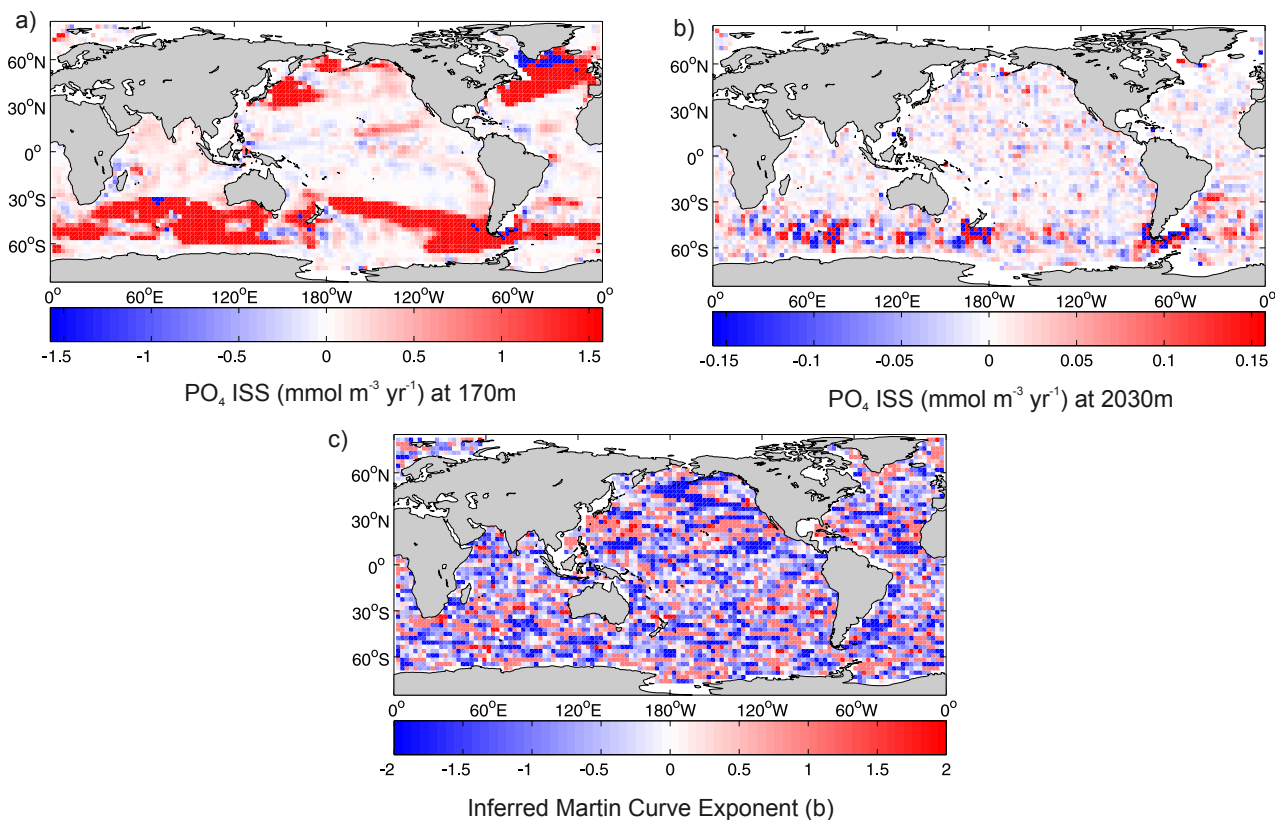 a)
60°N
30°N
0°
30°S
60°S
0° 60°E 120°E 180°W 120°W 60°W 0°
-1.5 -1 -0.5 0 0.5 1 1.5
PO₄ ISS (mmol m⁻³ yr⁻¹) at 170m
b)
60°N
30°N
0°
30°S
60°S
0° 60°E 120°E 180°W 120°W 60°W 0°
-0.15 -0.1 -0.05 0 0.05 0.1 0.15
PO₄ ISS (mmol m⁻³ yr⁻¹) at 2030m
c)
60°N
30°N
0°
30°S
60°S
0° 60°E 120°E 180°W 120°W 60°W 0°
-2 -1.5 -1 -0.5 0 0.5 1 1.5 2
Inferred Martin Curve Exponent (b)